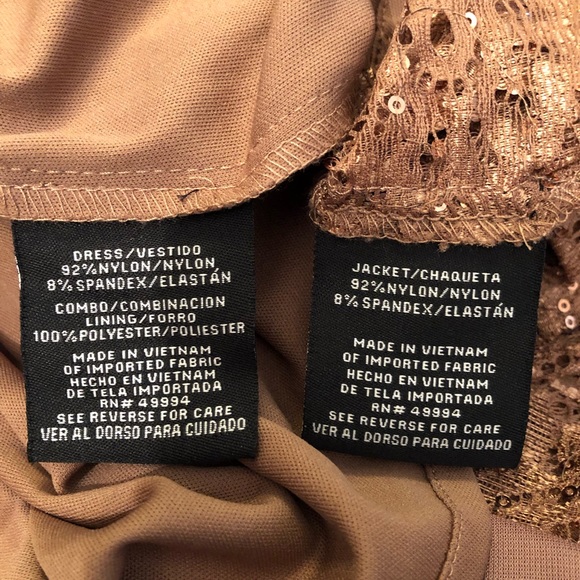 DRESS/VESTIDO
92%NYLON/NYLON
8% SPANDEX/ELASTÁN
COMBO/COMBINACION
LINING/FORRO
100%POLYESTER/POLIESTER
MADE IN VIETNAM
OF IMPORTED FABRIC
HECHO EN VIETNAM
DE TELA IMPORTADA
RN# 49994
SEE REVERSE FOR CARE
VER AL DORSO PARA CUIDADO
JACKET/CHAQUETA
92%NYLON/NYLON
8% SPANDEX/ELASTÁN
MADE IN VIETNAM
OF IMPORTED FABRIC
HECHO EN VIETNAM
DE TELA IMPORTADA
RN# 49994
SEE REVERSE FOR CARE
VER AL DORSO PARA CUIDADO